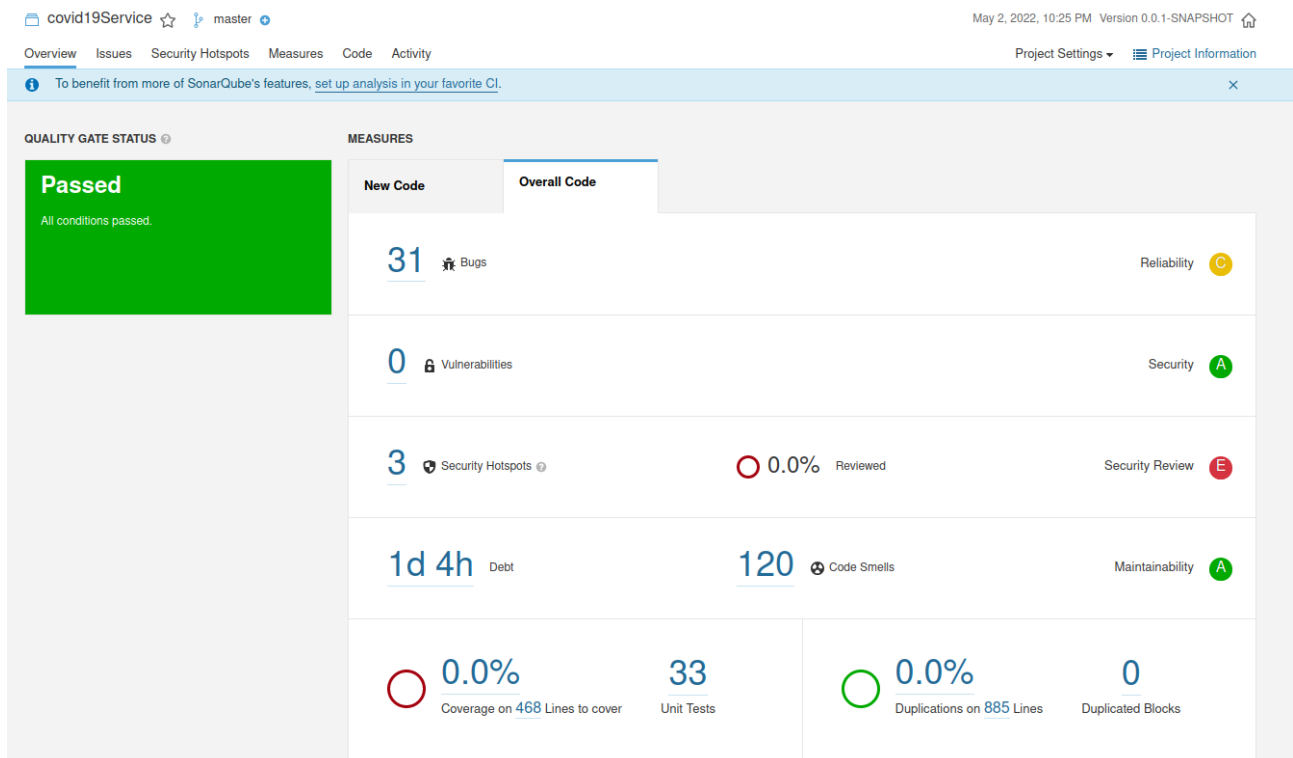 covid19Service master May 2, 2022, 10:25 PM Version 0.0.1-SNAPSHOT
Overview Issues Security Hotspots Measures Code Activity Project Settings Project Information
To benefit from more of SonarQube's features, set up analysis in your favorite CI.
QUALITY GATE STATUS MEASURES
Passed
All conditions passed.
New Code Overall Code
31 Bugs Reliability C
0 Vulnerabilities Security A
3 Security Hotspots 0.0% Reviewed Security Review E
1d 4h Debt 120 Code Smells Maintainability A
0.0% 33 0.0% 0
Coverage on 468 Lines to cover Unit Tests Duplications on 885 Lines Duplicated Blocks